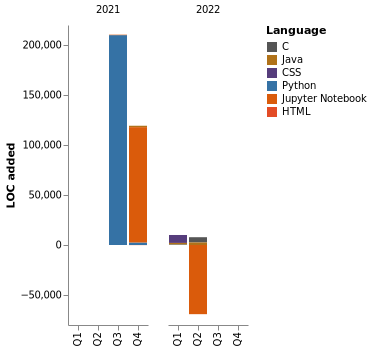 2021
2022
Language
C
Java
CSS
Python
Jupyter Notebook
HTML
LOC added
200,000
150,000
100,000
50,000
0
−50,000
Q1
Q2
Q3
Q4
Q1
Q2
Q3
Q4